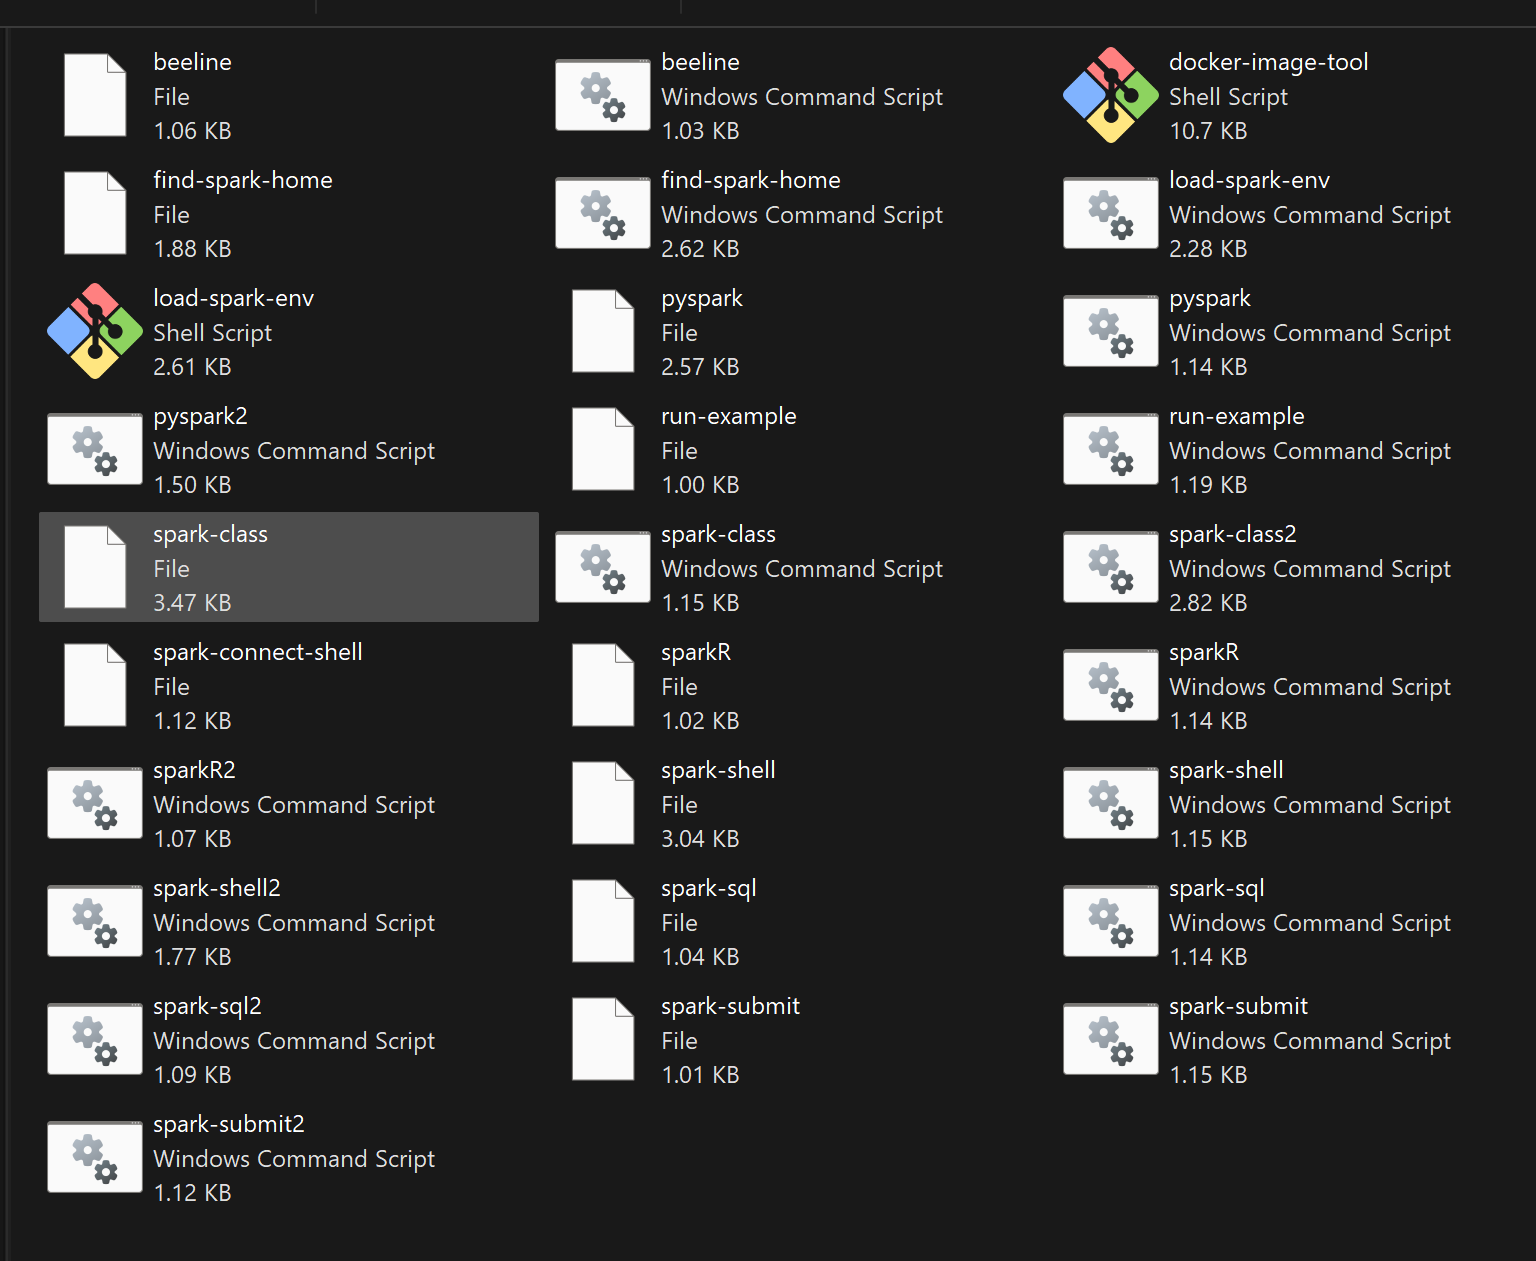 beeline
File
1.06 KB
beeline
Windows Command Script
1.03 KB
docker-image-tool
Shell Script
10.7 KB
find-spark-home
File
1.88 KB
find-spark-home
Windows Command Script
2.62 KB
load-spark-env
Windows Command Script
2.28 KB
load-spark-env
Shell Script
2.61 KB
pyspark
File
2.57 KB
pyspark
Windows Command Script
1.14 KB
pyspark2
Windows Command Script
1.50 KB
run-example
File
1.00 KB
run-example
Windows Command Script
1.19 KB
spark-class
File
3.47 KB
spark-class
Windows Command Script
1.15 KB
spark-class2
Windows Command Script
2.82 KB
spark-connect-shell
File
1.12 KB
sparkR
File
1.02 KB
sparkR
Windows Command Script
1.14 KB
sparkR2
Windows Command Script
1.07 KB
spark-shell
File
3.04 KB
spark-shell
Windows Command Script
1.15 KB
spark-shell2
Windows Command Script
1.77 KB
spark-sql
File
1.04 KB
spark-sql
Windows Command Script
1.14 KB
spark-sql2
Windows Command Script
1.09 KB
spark-submit
File
1.01 KB
spark-submit
Windows Command Script
1.15 KB
spark-submit2
Windows Command Script
1.12 KB